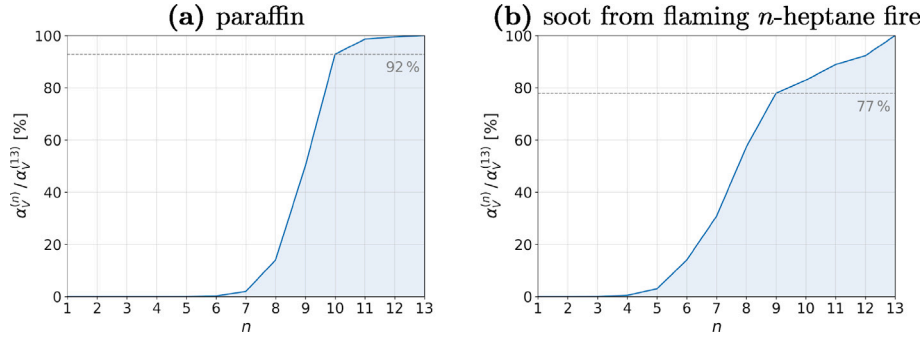 (a) paraffin
100
80
60
40
20
0
α_V^(n) / α_V^(13) [%]
92 %
1 2 3 4 5 6 7 8 9 10 11 12 13
n
(b) soot from flaming n-heptane fire
100
80
60
40
20
0
α_V^(n) / α_V^(13) [%]
77 %
1 2 3 4 5 6 7 8 9 10 11 12 13
n